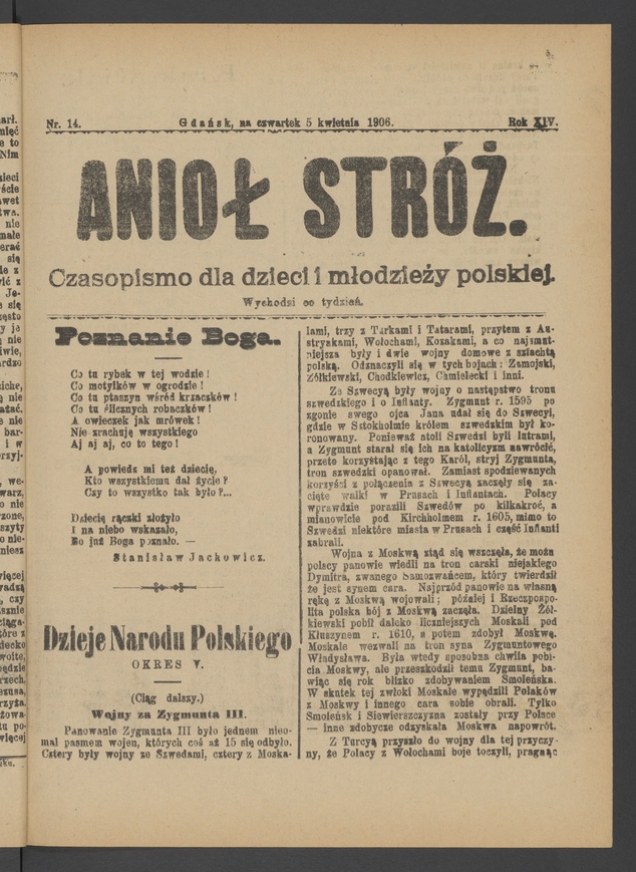 Nr. 14.
Gdańsk, na czwartek 5 kwietnia 1906.
Rok XIV.
ANIOŁ STRÓŻ.
Czasopismo dla dzieci i młodzieży polskiej.
Wychodzi co tydzień.
Poznanie Boga.
Co tu rybek w tej wodzie!
Co motylków w ogrodzie!
Co tu ptaszyn wśród krzaczków!
Co tu ślicznych robaczków!
A owieczek jak mrówek!
Nie zrachuję wszystkiego
Aj aj aj, co to tego!
A powiedz mi też dziecię,
Kto wszystkiemu dał życie?
Czy to wszystko tak było?...
Dziecię rączki złożyło
I na niebo wskazało,
Bo już Boga poznało. —
Stanisław Jachowicz.
Dzieje Narodu Polskiego
OKRES V.
(Ciąg dalszy.)
Wojny za Zygmunta III.
Panowanie Zygmunta III było jednem nieo-
mal pasmem wojen, których coś aż 15 się odbyło.
Cztery były wojny ze Szwedami, cztery z Moska-
lami, trzy z Turkami i Tatarami, przytem z Au-
stryakami, Wołochami, Kozakami, a co najsmut-
niejsza były i dwie wojny domowe z szlachtą
polską. Odznaczyli się w tych bojach: Zamojski,
Żółkiewski, Chodkiewicz, Chmielecki i inni.
Ze Szwecyą były wojny o następstwo tronu
szwedzkiego i o Inflanty. Zygmunt r. 1595 po
zgonie swego ojca Jana udał się do Szwecyi,
gdzie w Sztokholmie królem szwedzkim był ko-
ronowany. Ponieważ atoli Szwedzi byli lutrami,
a Zygmunt starał się ich na katolicyzm nawrócić,
przeto korzystając z tego Karól, stryj Zygmunta,
tron szwedzki opanował. Zamiast spodziewanych
korzyści z połączenia z Szwecyą zaczęły się za-
cięte walki w Prusach i Inflantach. Polacy
wprawdzie porazili Szwedów po kilkakroć, a
mianowicie pod Kirchholmem r. 1605, mimo to
Szwedzi niektóre miasta w Prusach i część Inflant
zabrali.
Wojna z Moskwą ztąd się wszczęła, że można
polscy panowie wiedli na tron carski niejakiego
Dymitra, zwanego Samozwańcem, który twierdził
że jest synem cara. Najprzód panowie na własną
rękę z Moskwą wojowali; później i Rzeczpospo-
lita polska bój z Moskwą zaczęła. Dzielny Żół-
kiewski pobił daleko liczniejszych Moskali pod
Kłuszynem r. 1610, a potem zdobył Moskwę.
Moskale wezwali na tron syna Zygmuntowego
Władysława. Była wtedy sposobna chwila pobi-
cia Moskwy, ale przeszkodził temu Zygmunt, ba-
wiąc się rok blizko zdobywaniem Smoleńska.
W skutek tej zwłoki Moskale wypędzili Polaków
z Moskwy i innego cara sobie obrali. Tylko
Smoleńsk i Siewierszczyzna zostały przy Polsce
— inne zdobycze odzyskała Moskwa napowrót.
Z Turcyą przyszło do wojny dla tej przyczy-
ny, że Polacy z Wołochami boje toczyli, pragnąc